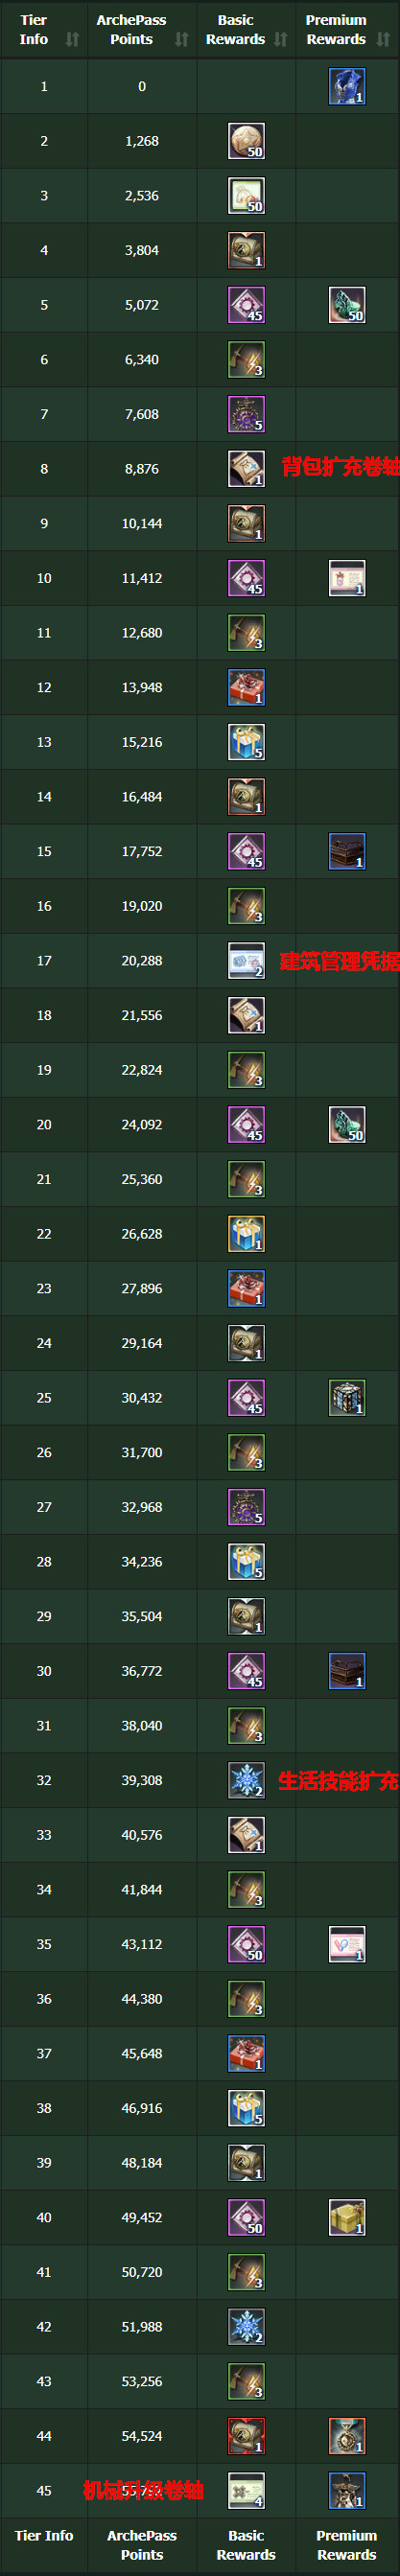 Tier Info ArchePass Points Basic Rewards Premium Rewards
1 0 1
2 1,268 50
3 2,536 50
4 3,804 1
5 5,072 45 50
6 6,340 3
7 7,608 5
8 8,876 1 背包扩充卷轴
9 10,144 1
10 11,412 45 1
11 12,680 3
12 13,948 1
13 15,216 5
14 16,484 1
15 17,752 45 1
16 19,020 3
17 20,288 2 建筑管理凭据
18 21,556 1
19 22,824 3
20 24,092 45 50
21 25,360 3
22 26,628 1
23 27,896 1
24 29,164 1
25 30,432 45 1
26 31,700 3
27 32,968 5
28 34,236 5
29 35,504 1
30 36,772 45 1
31 38,040 3
32 39,308 2 生活技能扩充
33 40,576 1
34 41,844 3
35 43,112 50 1
36 44,380 3
37 45,648 1
38 46,916 5
39 48,184 1
40 49,452 50 1
41 50,720 3
42 51,988 2
43 53,256 3
44 54,524 1 1
45 机械升级卷轴 4 1
Tier Info ArchePass Points Basic Rewards Premium Rewards